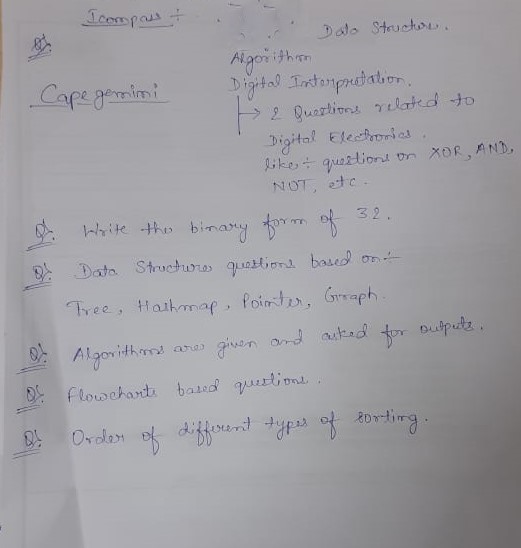 Icompass ÷
Q).
Data Structure.
Algorithm
Digital Interpretation.
Capegemini
→ 2 Questions related to
Digital Electronics.
like ÷ questions on XOR, AND,
NOT, etc.
Q). Write the binary form of 32.
Q). Data Structures questions based on ÷
Tree, Hashmap, Pointer, Graph.
Q). Algorithms are given and asked for outputs.
Q). Flowcharts based questions.
Q). Order of different types of sorting.